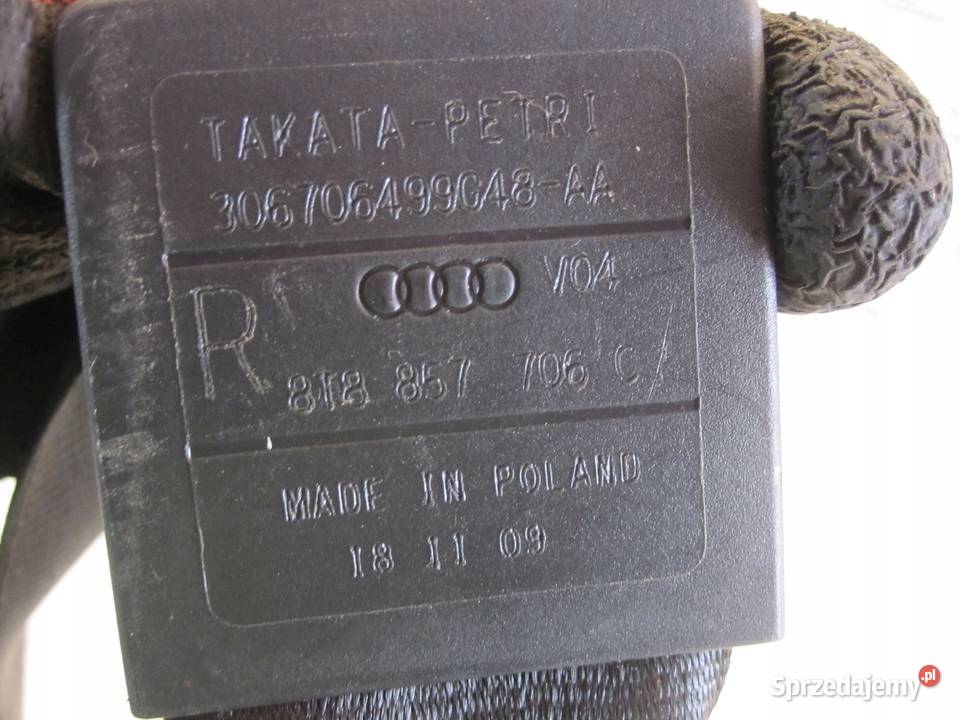 TAKATA-PETRI
306706499G48-AA
R V04
8T8 857 706 C
MADE IN POLAND
18 11 09
Sprzedajemy.pl